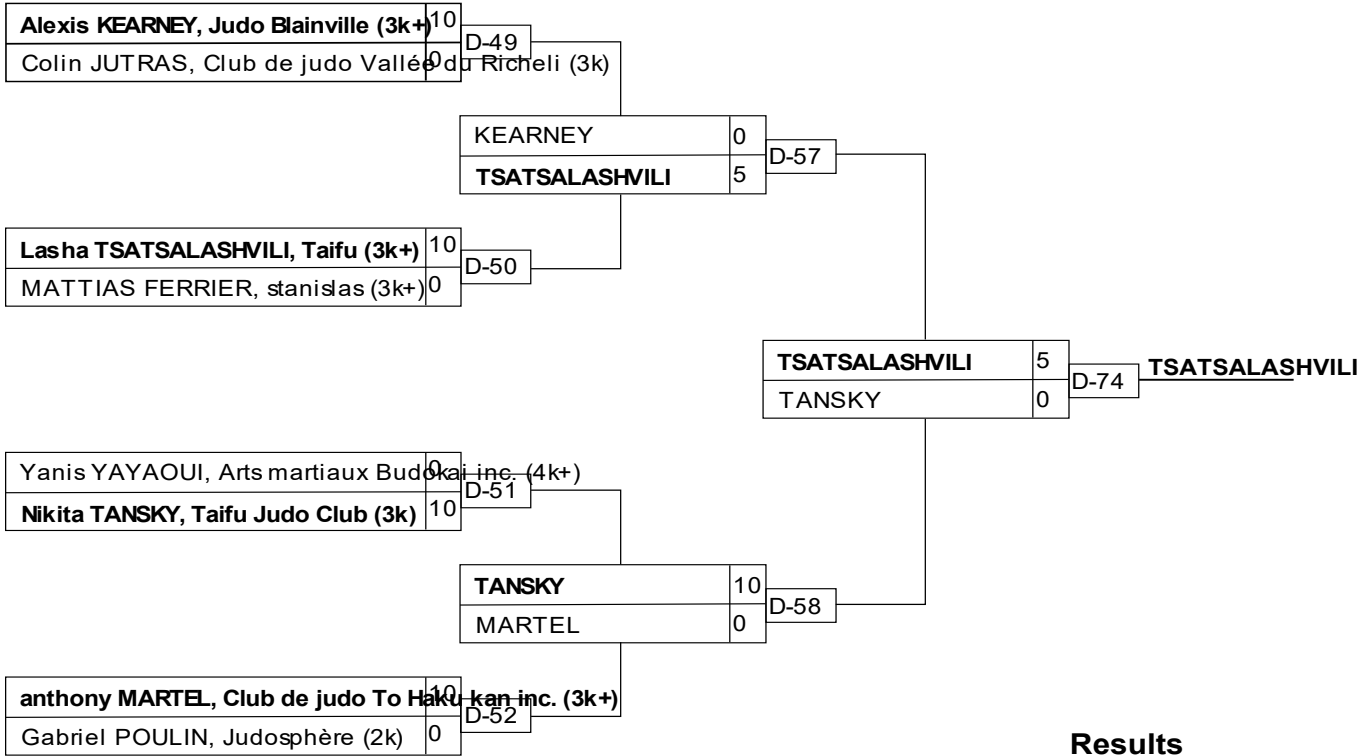 Alexis KEARNEY, Judo Blainville (3k+) 10
D-49
Colin JUTRAS, Club de judo Vallée du Richeli (3k) 0
KEARNEY 0
D-57
TSATSALASHVILI 5
Lasha TSATSALASHVILI, Taifu (3k+) 10
D-50
MATTIAS FERRIER, stanislas (3k+) 0
TSATSALASHVILI 5
D-74
TSATSALASHVILI
TANSKY 0
Yanis YAYAOUI, Arts martiaux Budokai inc. (4k+) 0
D-51
Nikita TANSKY, Taifu Judo Club (3k) 10
TANSKY 10
D-58
MARTEL 0
anthony MARTEL, Club de judo To Haku kan inc. (3k+) 10
D-52
Gabriel POULIN, Judosphère (2k) 0
Results